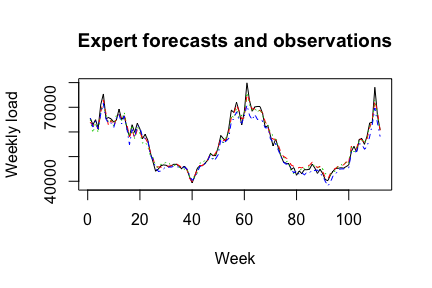 Expert forecasts and observations
Weekly load
70000
40000
0 20 40 60 80 100
Week